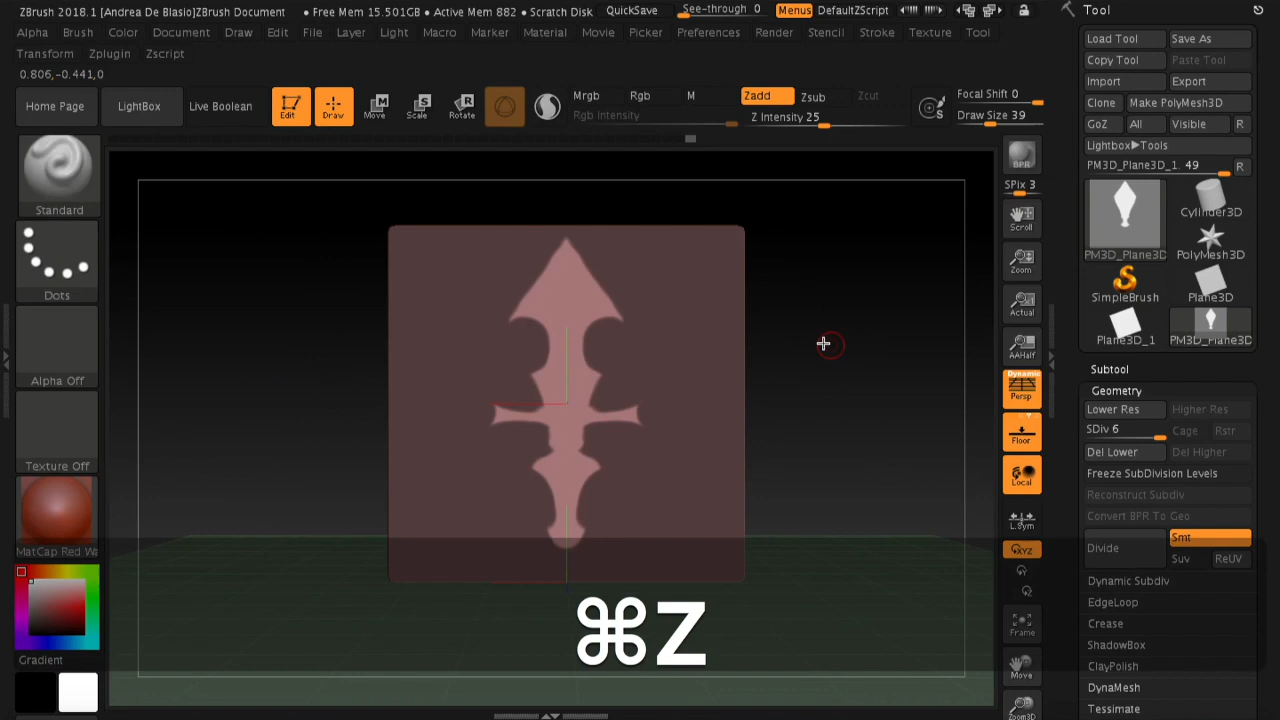 ZBrush 2018.1 [Andrea De Blasio]ZBrush Document • Free Mem 15.501GB • Active Mem 882 • Scratch Disk QuickSave See-through 0 Menus DefaultZScript Tool
Alpha Brush Color Document Draw Edit File Layer Light Macro Marker Material Movie Picker Preferences Render Stencil Stroke Texture Tool
Transform Zplugin Zscript
0.806,-0.441,0
Load Tool Save As
Copy Tool Paste Tool
Import Export
Clone Make PolyMesh3D
GoZ All Visible R
Lightbox▶Tools
PM3D_Plane3D_1. 49 R
Home Page LightBox Live Boolean Edit Draw Move Scale Rotate
Mrgb Rgb M Zadd Zsub Zcut Focal Shift 0
Rgb Intensity Z Intensity 25 Draw Size 39
S
Standard
Dots
Alpha Off
Texture Off
MatCap Red Wa
Gradient
⌘Z
BPR
SPix 3
Scroll
Zoom
Actual
AAHalf
Dynamic
Persp
Floor
Local
L.Sym
XYZ
Y
Z
Frame
Move
Zoom3D
PM3D_Plane3D Cylinder3D
PolyMesh3D
SimpleBrush Plane3D
Plane3D_1 PM3D_Plane3D
Subtool
Geometry
Lower Res Higher Res
SDiv 6 Cage Rstr
Del Lower Del Higher
Freeze SubDivision Levels
Reconstruct Subdiv
Convert BPR To Geo
Divide Smt
Suv ReUV
Dynamic Subdiv
EdgeLoop
Crease
ShadowBox
ClayPolish
DynaMesh
Tessimate